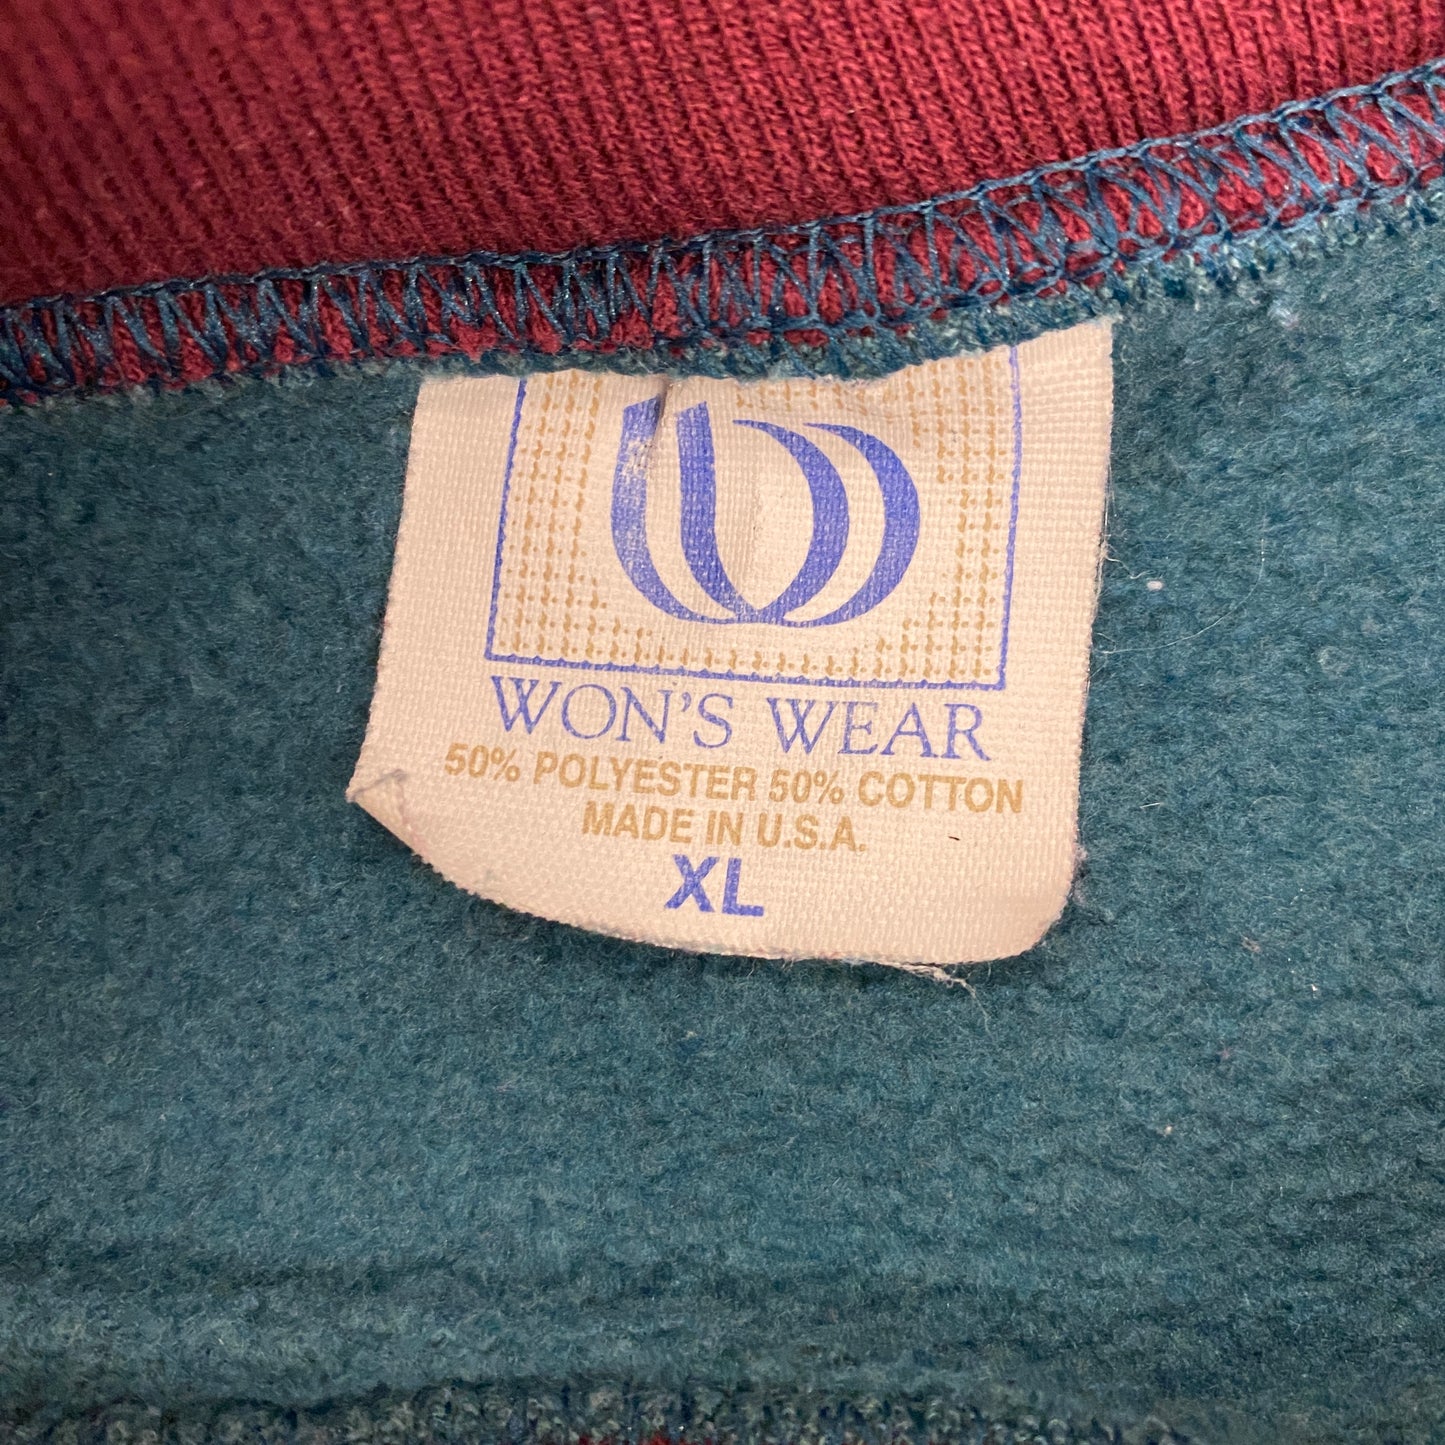 WON'S WEAR
50% POLYESTER 50% COTTON
MADE IN U.S.A.
XL